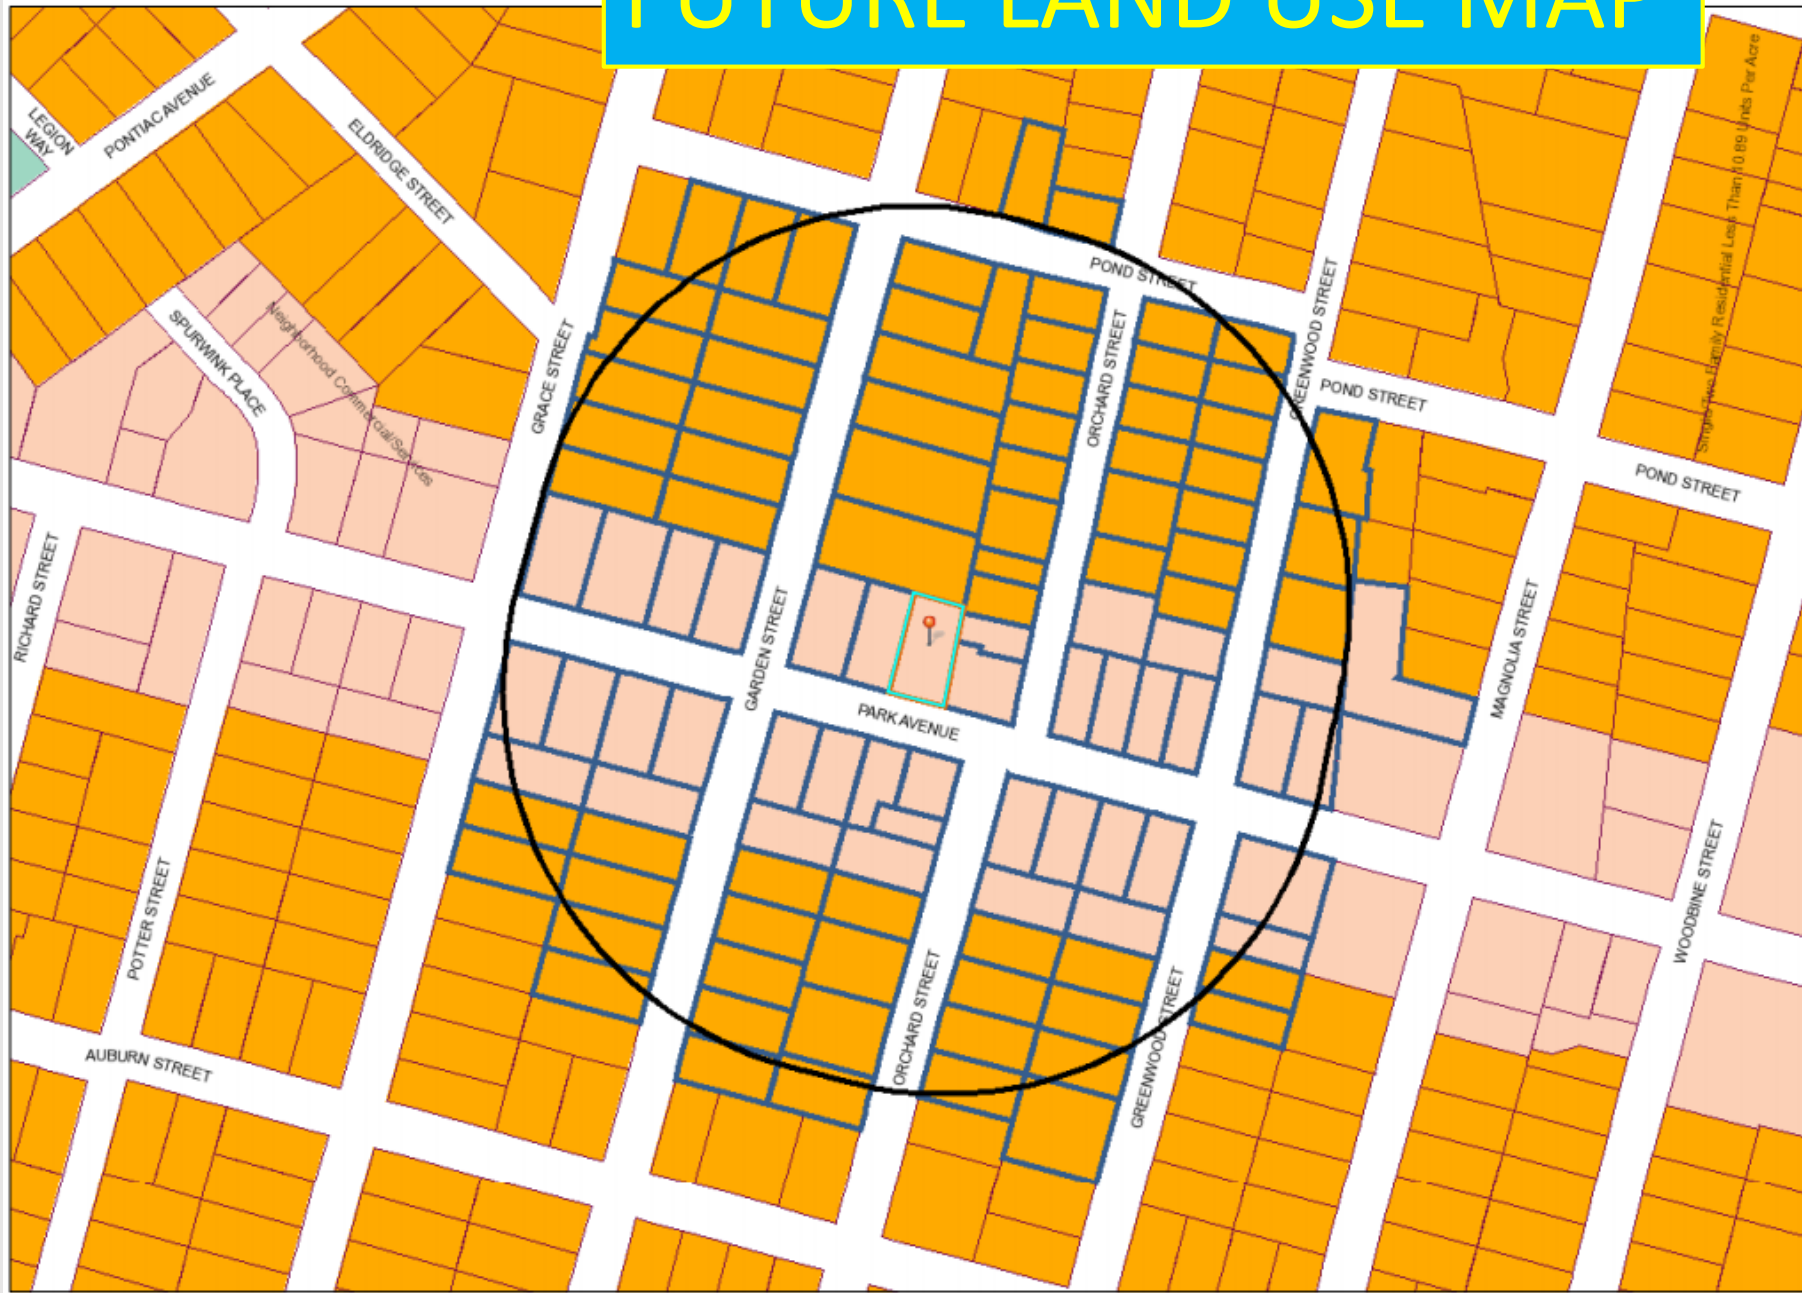 FUTURE LAND USE MAP
LEGION
WAY
PONTIAC AVENUE
ELDRIDGE STREET
Single/Two Family Residential Less Than 10.89 Units Per Acre
POND STREET
GREENWOOD STREET
SPURWINK PLACE
Neighborhood Commercial/Services
GRACE STREET
ORCHARD STREET
POND STREET
POND STREET
RICHARD STREET
GARDEN STREET
MAGNOLIA STREET
PARK AVENUE
POTTER STREET
WOODBINE STREET
ORCHARD STREET
GREENWOOD STREET
AUBURN STREET